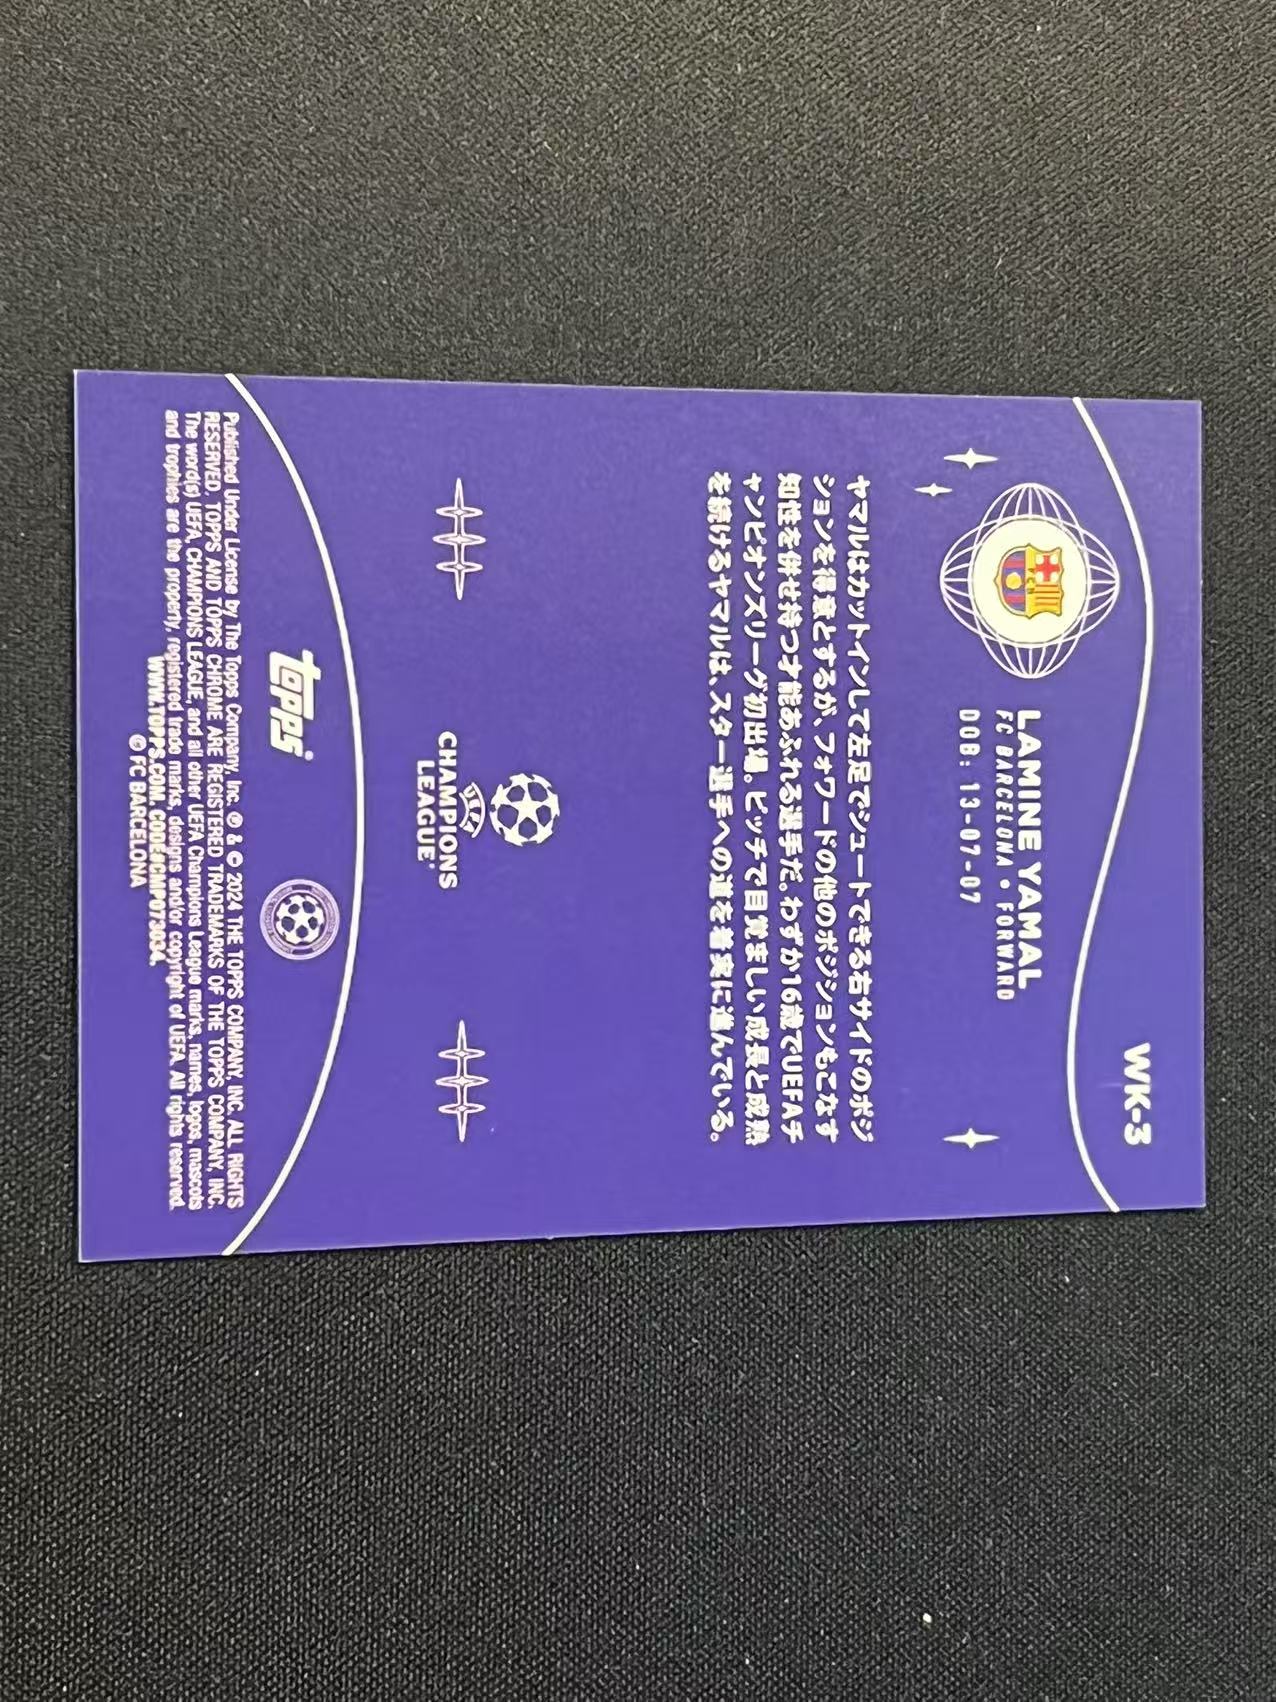 WK-3
LAMINE YAMAL
FC BARCELONA • FORWARD
DOB: 13-07-07
FCB
ヤマルはカットインして左足でシュートできる右サイドのポジ
ションを得意とするが、フォワードの他のポジションもこなす
知性を併せ持つ才能あふれる選手だ。わずか16歳でUEFAチ
ャンピオンズリーグ初出場。ピッチで目覚ましい成長と成熟
を続けるヤマルは、スター選手への道を着実に進んでいる。
UEFA
CHAMPIONS
LEAGUE
topps®
Published Under License by The Topps Company, Inc. ® & © 2024 THE TOPPS COMPANY, INC. ALL RIGHTS
RESERVED. TOPPS AND TOPPS CHROME ARE REGISTERED TRADEMARKS OF THE TOPPS COMPANY, INC.
The word(s) UEFA, CHAMPIONS LEAGUE, and all other UEFA Champions League marks, names, logos, mascots
and trophies are the property, registered trade marks, designs and/or copyright of UEFA. All rights reserved.
WWW.TOPPS.COM. CODE#CMP073034.
© FC BARCELONA